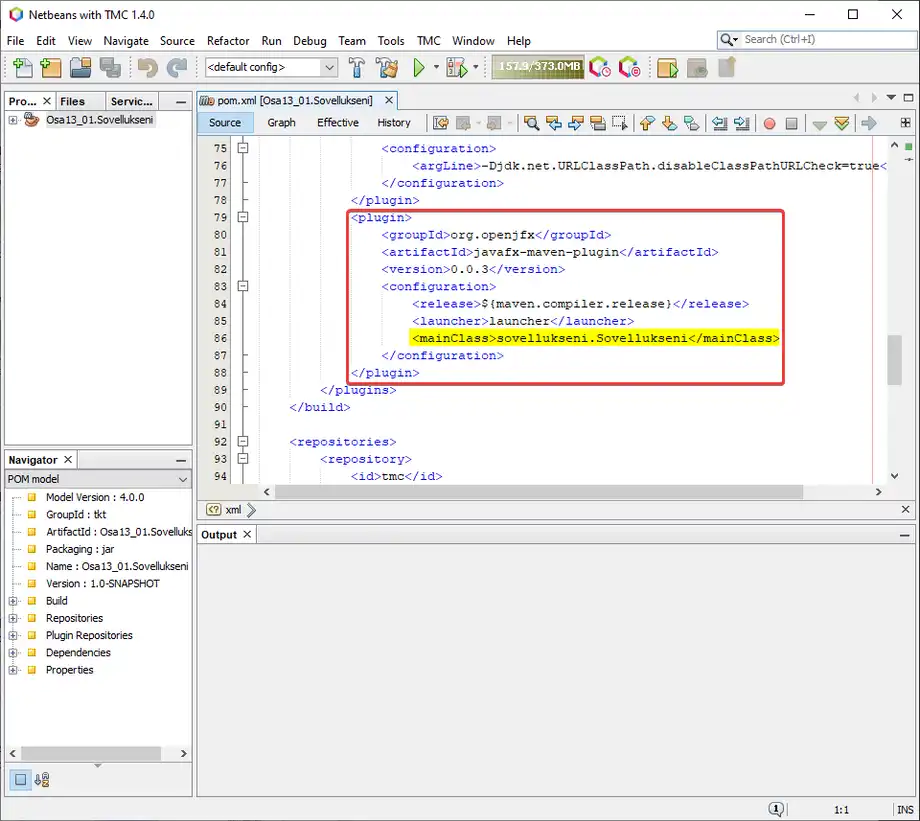 Netbeans with TMC 1.4.0
File Edit View Navigate Source Refactor Run Debug Team Tools TMC Window Help
Search (Ctrl+I)
<default config>
157.9/373.0MB
Pro... Files Servic...
Osa13_01.Sovellukseni
pom.xml [Osa13_01.Sovellukseni]
Source Graph Effective History
75 <configuration>
76 <argLine>-Djdk.net.URLClassPath.disableClassPathURLCheck=true<
77 </configuration>
78 </plugin>
79 <plugin>
80 <groupId>org.openjfx</groupId>
81 <artifactId>javafx-maven-plugin</artifactId>
82 <version>0.0.3</version>
83 <configuration>
84 <release>${maven.compiler.release}</release>
85 <launcher>launcher</launcher>
86 <mainClass>sovellukseni.Sovellukseni</mainClass>
87 </configuration>
88 </plugin>
89 </plugins>
90 </build>
91
92 <repositories>
93 <repository>
94 <id>tmc</id>
xml
Navigator
POM model
Model Version : 4.0.0
GroupId : tkt
ArtifactId : Osa13_01.Sovelluks
Packaging : jar
Name : Osa13_01.Sovellukseni
Version : 1.0-SNAPSHOT
Build
Repositories
Plugin Repositories
Dependencies
Properties
Output
1:1 INS